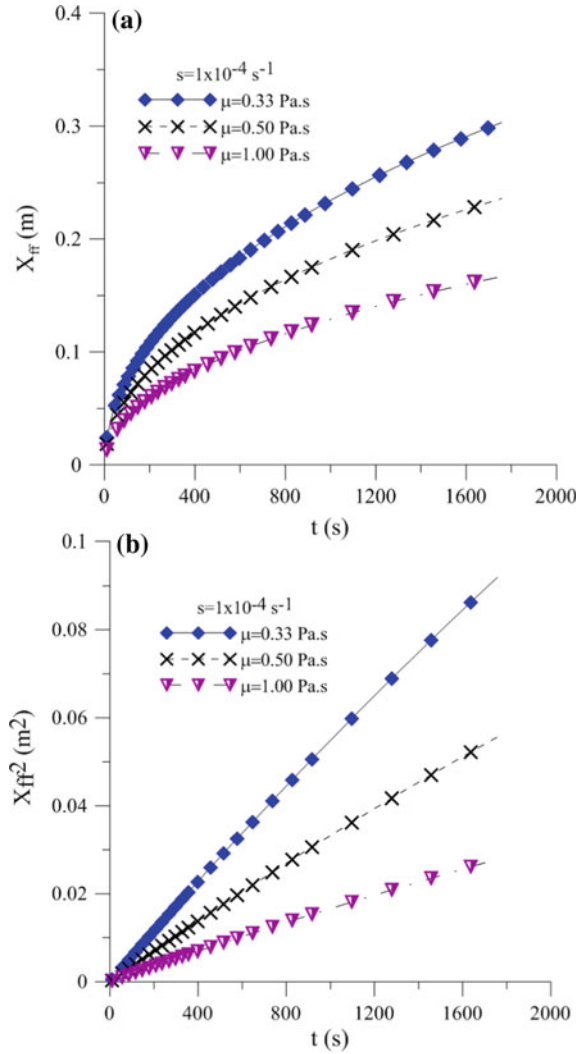 (a)
0.4
s=1x10⁻⁴ s⁻¹
μ=0.33 Pa.s
μ=0.50 Pa.s
μ=1.00 Pa.s
0.3
0.2
0.1
0
X_ff (m)
0 400 800 1200 1600 2000
t (s)
(b)
0.1
s=1x10⁻⁴ s⁻¹
μ=0.33 Pa.s
μ=0.50 Pa.s
μ=1.00 Pa.s
0.08
0.06
0.04
0.02
0
Xff² (m²)
0 400 800 1200 1600 2000
t (s)